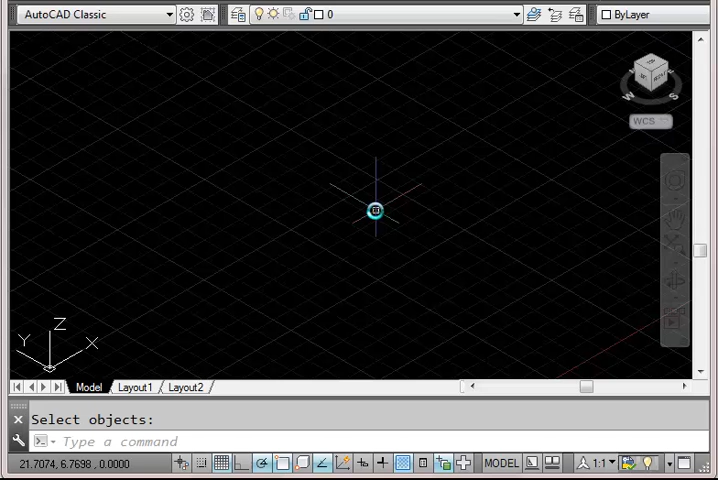 AutoCAD Classic 0 ByLayer
TOP
W S
WCS
Z
Y X
Model Layout1 Layout2
Select objects:
Type a command
21.7074, 6.7698 , 0.0000 MODEL 1:1